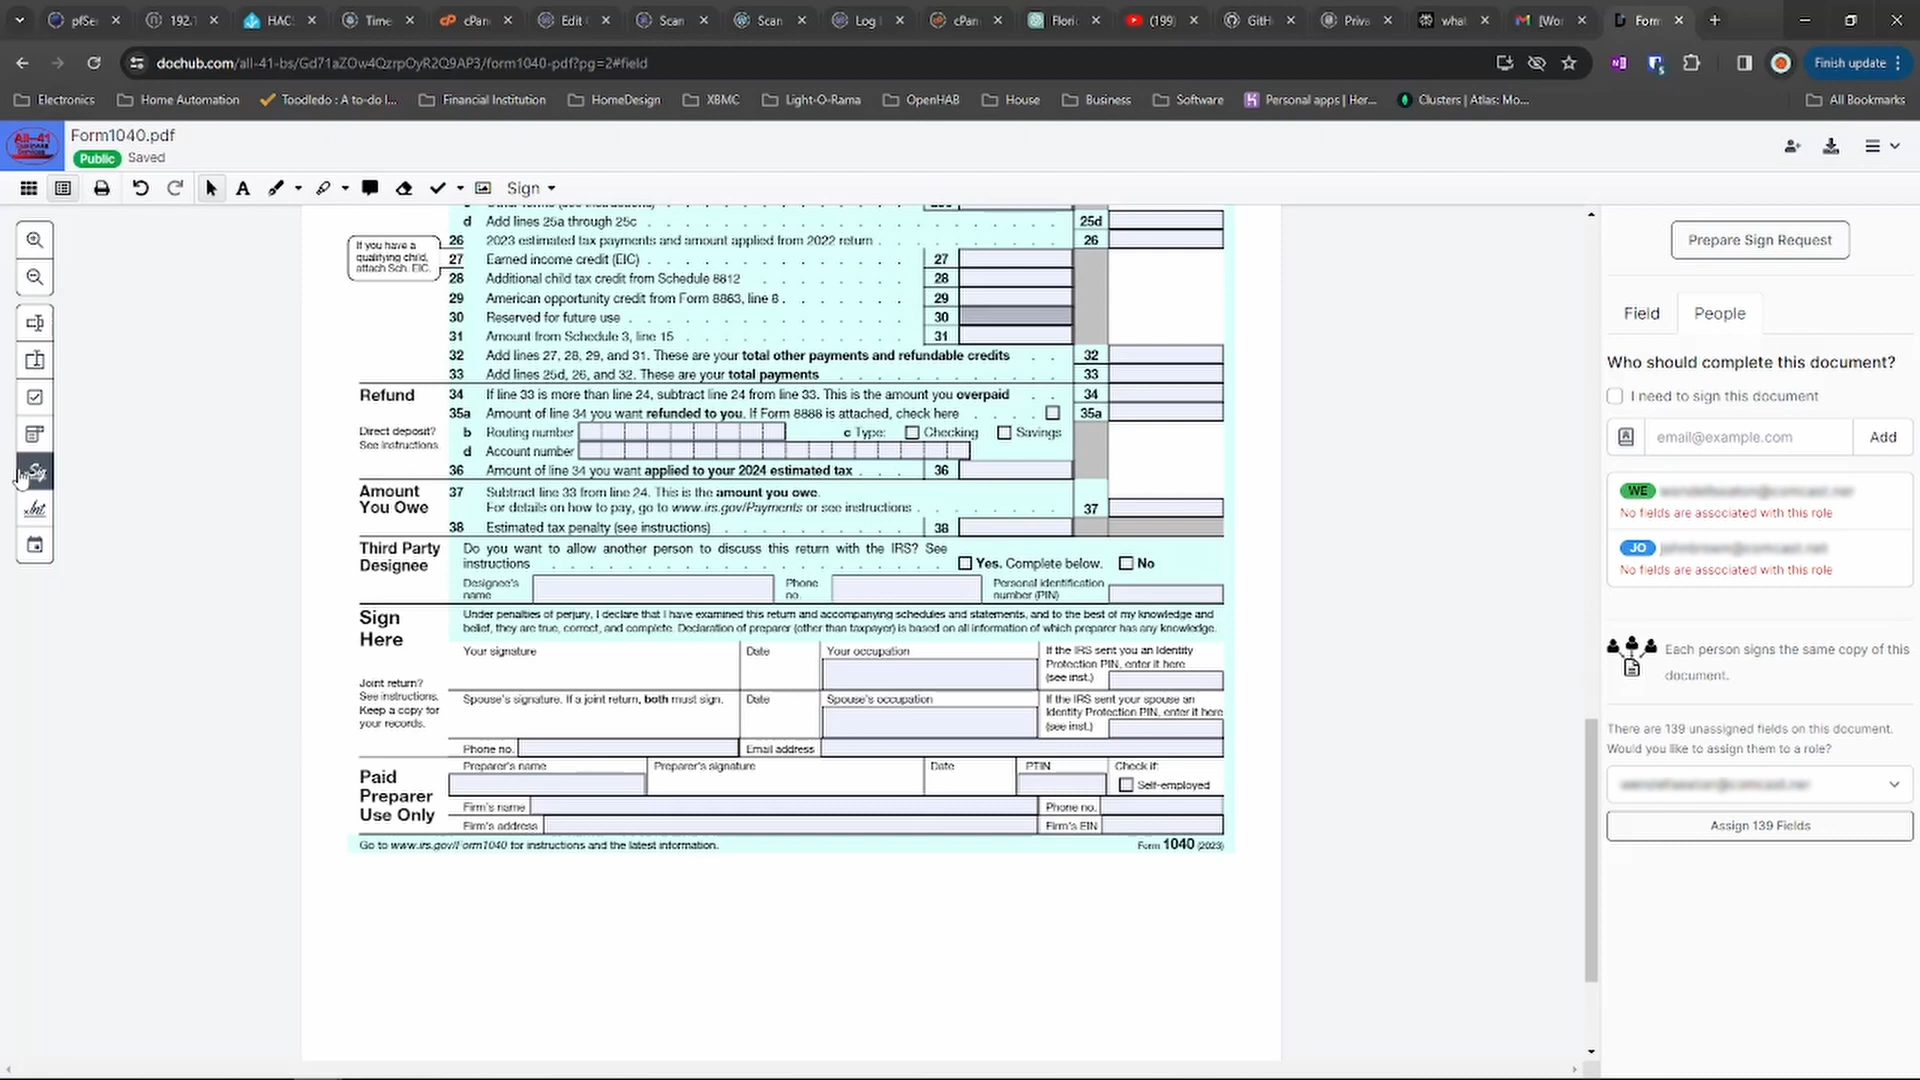 pfSe
192.
HAC
Time
cPan
Edit
Scan
Scan
Log
cPan
Flori
(199)
GitH
Priva
what
[Wor
Form
dochub.com/all-41-bs/Gd71aZOw4QzrpOyR2Q9AP3/form1040-pdf?pg=2#field
Finish update
Electronics
Home Automation
Toodledo : A to-do l...
Financial Institution
HomeDesign
XBMC
Light-O-Rama
OpenHAB
House
Business
Software
Personal apps | Her...
Clusters | Atlas: Mo...
All Bookmarks
All-41
Form1040.pdf
Public Saved
Sign
d Add lines 25a through 25c 25d
26 2023 estimated tax payments and amount applied from 2022 return 26
If you have a
qualifying child,
attach Sch. EIC.
27 Earned income credit (EIC) 27
28 Additional child tax credit from Schedule 8812 28
29 American opportunity credit from Form 8863, line 8 29
30 Reserved for future use 30
31 Amount from Schedule 3, line 15 31
32 Add lines 27, 28, 29, and 31. These are your total other payments and refundable credits 32
33 Add lines 25d, 26, and 32. These are your total payments 33
Refund
34 If line 33 is more than line 24, subtract line 24 from line 33. This is the amount you overpaid 34
35a Amount of line 34 you want refunded to you. If Form 8888 is attached, check here 35a
Direct deposit?
See instructions.
b Routing number c Type: Checking Savings
d Account number
36 Amount of line 34 you want applied to your 2024 estimated tax 36
Amount
You Owe
37 Subtract line 33 from line 24. This is the amount you owe.
For details on how to pay, go to www.irs.gov/Payments or see instructions 37
38 Estimated tax penalty (see instructions) 38
Third Party
Designee
Do you want to allow another person to discuss this return with the IRS? See
instructions Yes. Complete below. No
Designee's
name
Phone
no.
Personal identification
number (PIN)
Sign
Here
Under penalties of perjury, I declare that I have examined this return and accompanying schedules and statements, and to the best of my knowledge and
belief, they are true, correct, and complete. Declaration of preparer (other than taxpayer) is based on all information of which preparer has any knowledge.
Your signature
Date
Your occupation
If the IRS sent you an Identity
Protection PIN, enter it here
(see inst.)
Joint return?
See instructions.
Keep a copy for
your records.
Spouse's signature. If a joint return, both must sign.
Date
Spouse's occupation
If the IRS sent your spouse an
Identity Protection PIN, enter it here
(see inst.)
Phone no.
Email address
Paid
Preparer
Use Only
Preparer's name
Preparer's signature
Date
PTIN
Check if:
Self-employed
Firm's name
Phone no.
Firm's address
Firm's EIN
Go to www.irs.gov/Form1040 for instructions and the latest information.
Form 1040 (2023)
Prepare Sign Request
Field
People
Who should complete this document?
I need to sign this document
email@example.com
Add
WE
No fields are associated with this role
JO
No fields are associated with this role
Each person signs the same copy of this
document.
There are 139 unassigned fields on this document.
Would you like to assign them to a role?
Assign 139 Fields